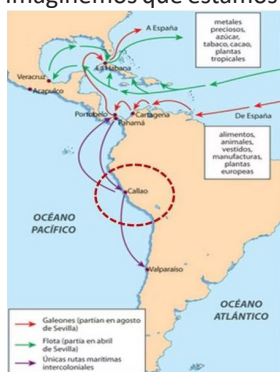 Imaginemos que estamos
A España
metales
preciosos,
azúcar,
tabaco, cacao,
plantas
tropicales
La Habana
Veracruz
Acapulco
Portobelo
Panamá
Cartagena
De España
alimentos,
animales,
vestidos,
manufacturas,
plantas
europeas
Callao
OCÉANO
PACÍFICO
Valparaíso
OCÉANO
ATLÁNTICO
Galeones (partían en agosto
de Sevilla)
Flota (partía en abril
de Sevilla)
Únicas rutas marítimas
intercoloniales